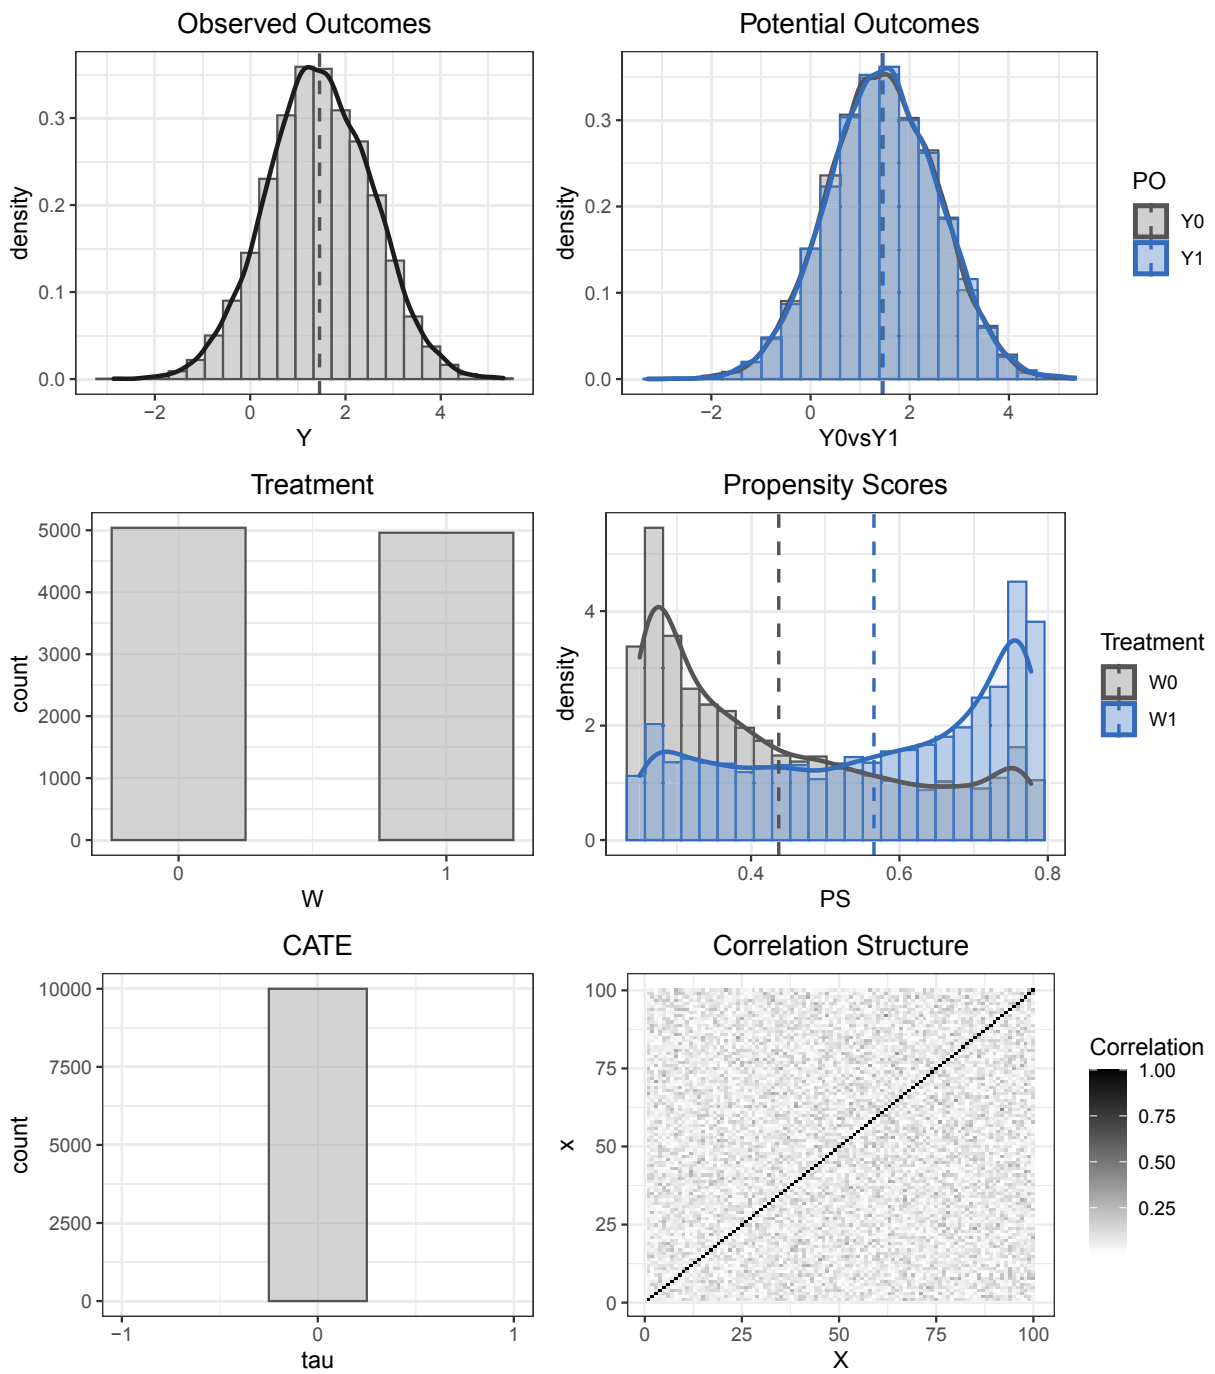 Observed Outcomes
0.3
0.2
0.1
0.0
density
−2
0
2
4
Y
Potential Outcomes
0.3
0.2
0.1
0.0
density
−2
0
2
4
Y0vsY1
PO
Y0
Y1
Treatment
5000
4000
3000
2000
1000
0
count
0
1
W
Propensity Scores
4
2
0
density
0.4
0.6
0.8
PS
Treatment
W0
W1
CATE
10000
7500
5000
2500
0
count
−1
0
1
tau
Correlation Structure
100
75
50
25
0
x
0
25
50
75
100
X
Correlation
1.00
0.75
0.50
0.25